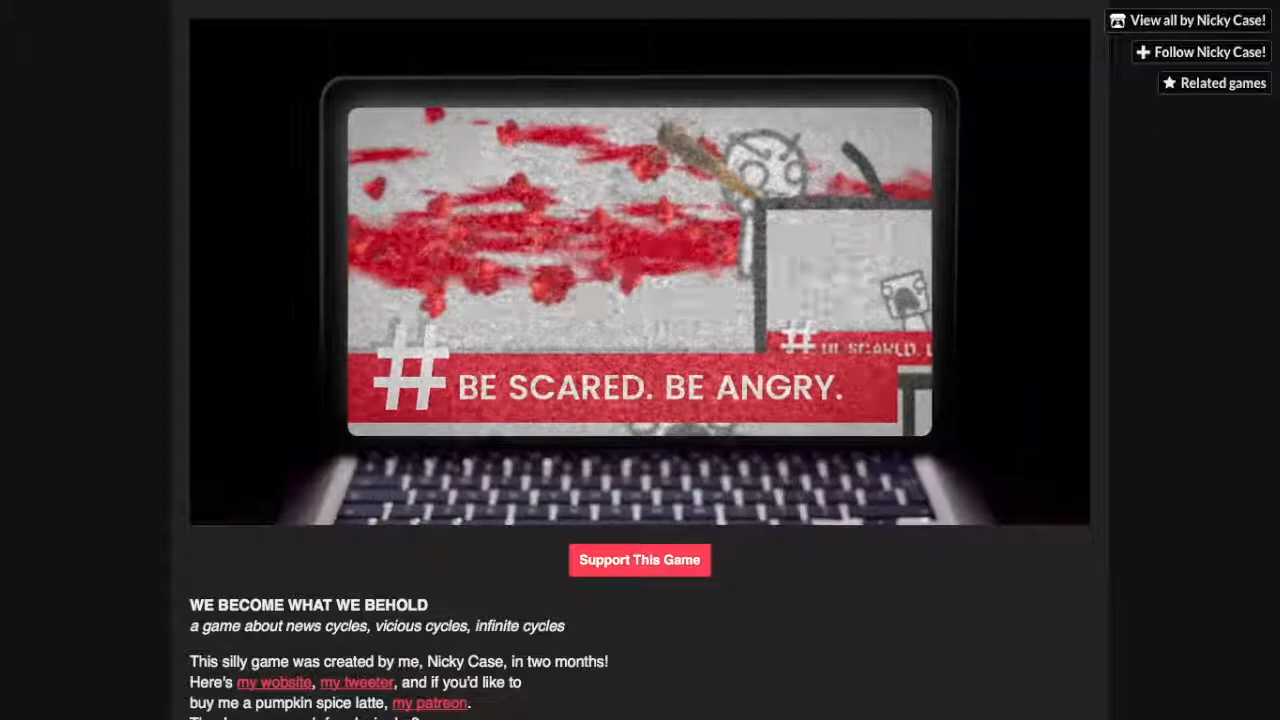 View all by Nicky Case!
Follow Nicky Case!
Related games
# BE SCARED. BE ANGRY.
Support This Game
WE BECOME WHAT WE BEHOLD
a game about news cycles, vicious cycles, infinite cycles
This silly game was created by me, Nicky Case, in two months!
Here's my wobsite, my tweeter, and if you'd like to
buy me a pumpkin spice latte, my patreon.